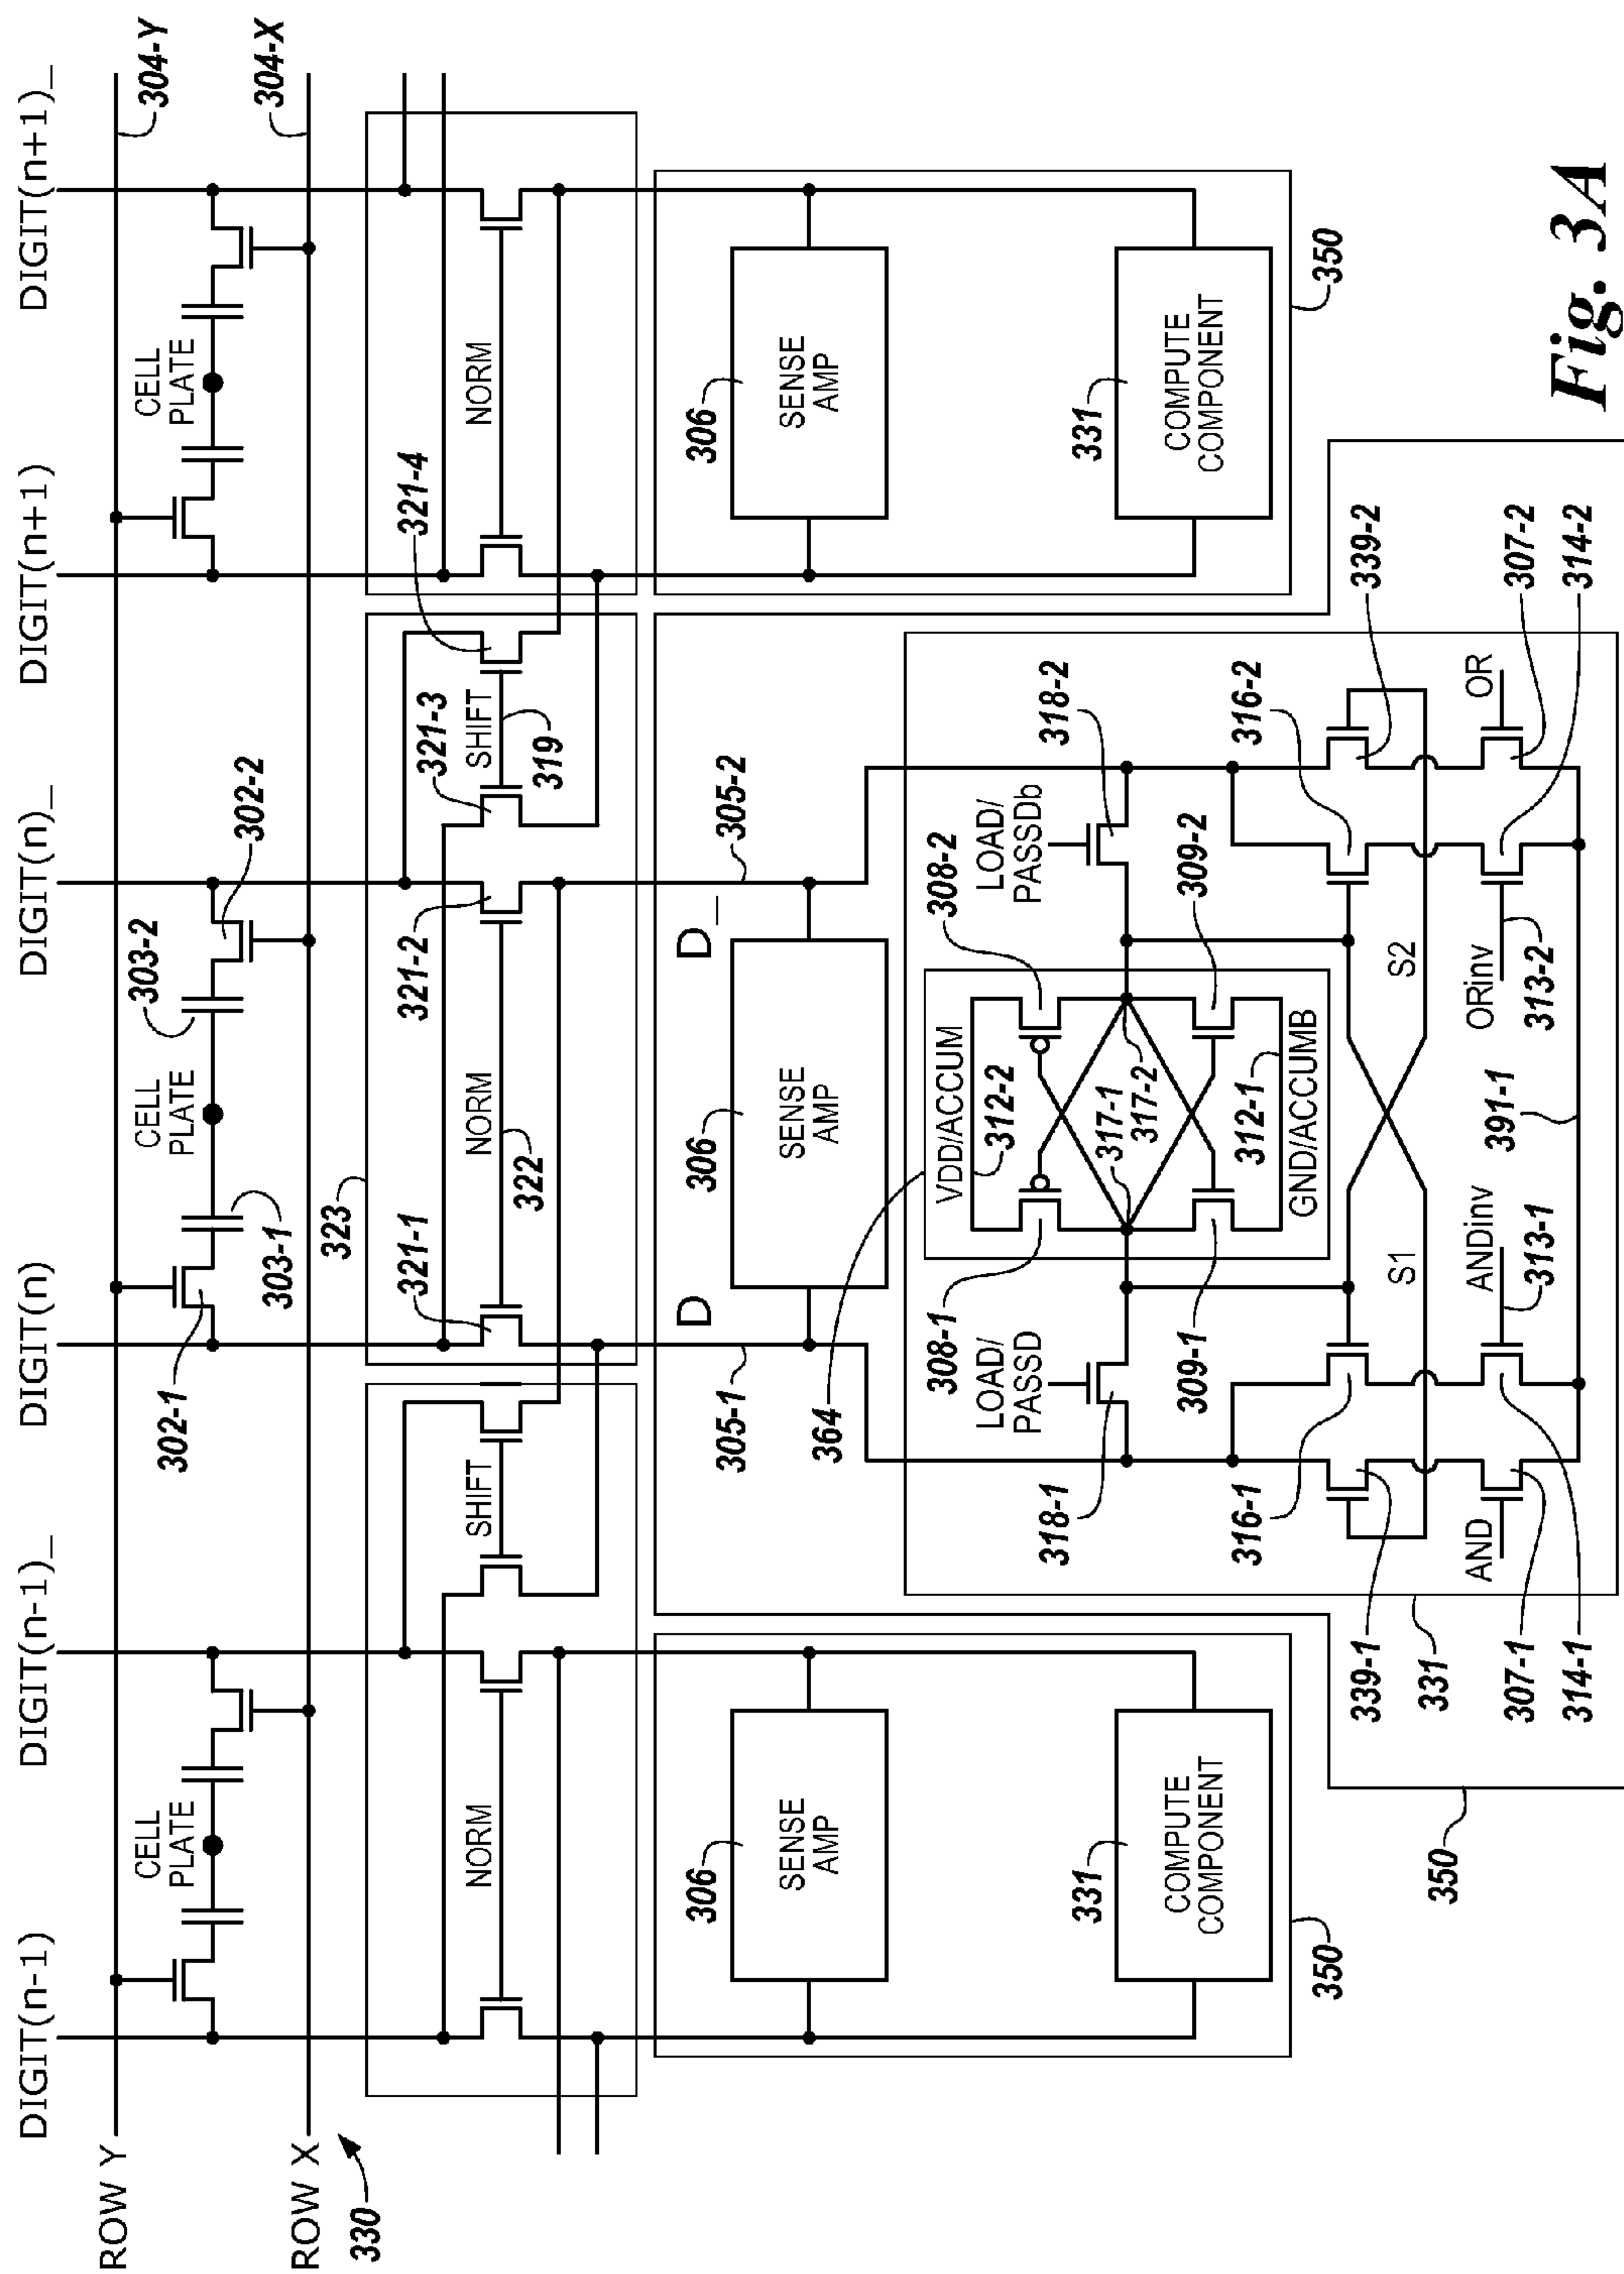 DIGIT(n-1)
DIGIT(n-1)_
DIGIT(n)
DIGIT(n)_
DIGIT(n+1)
DIGIT(n+1)_
ROW Y
304-Y
ROW X
304-X
330
CELL
PLATE
302-1
303-1
CELL
PLATE
303-2
302-2
CELL
PLATE
323
NORM
SHIFT
321-1
NORM
322
321-2
321-3
SHIFT
319
321-4
NORM
305-1
D
D_
305-2
306
SENSE
AMP
306
SENSE
AMP
306
SENSE
AMP
331
COMPUTE
COMPONENT
350
331
COMPUTE
COMPONENT
350
364
308-1
LOAD/
PASSD
318-1
309-1
VDD/ACCUM
312-2
317-1
317-2
312-1
GND/ACCUMB
308-2
LOAD/
PASSDb
318-2
309-2
316-1
316-2
339-1
339-2
S1
S2
331
350
AND
307-1
314-1
ANDinv
313-1
391-1
ORinv
313-2
OR
307-2
314-2
Fig. 3A